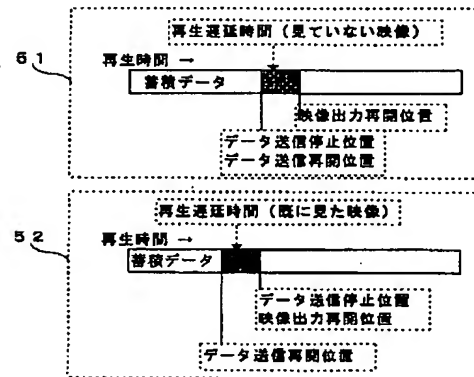 再生遅延時間(見ていない映像)
51
再生時間 →
蓄積データ
映像出力再開位置
データ送信停止位置
データ送信再開位置
再生遅延時間(既に見た映像)
52
再生時間 →
蓄積データ
データ送信停止位置
映像出力再開位置
データ送信再開位置